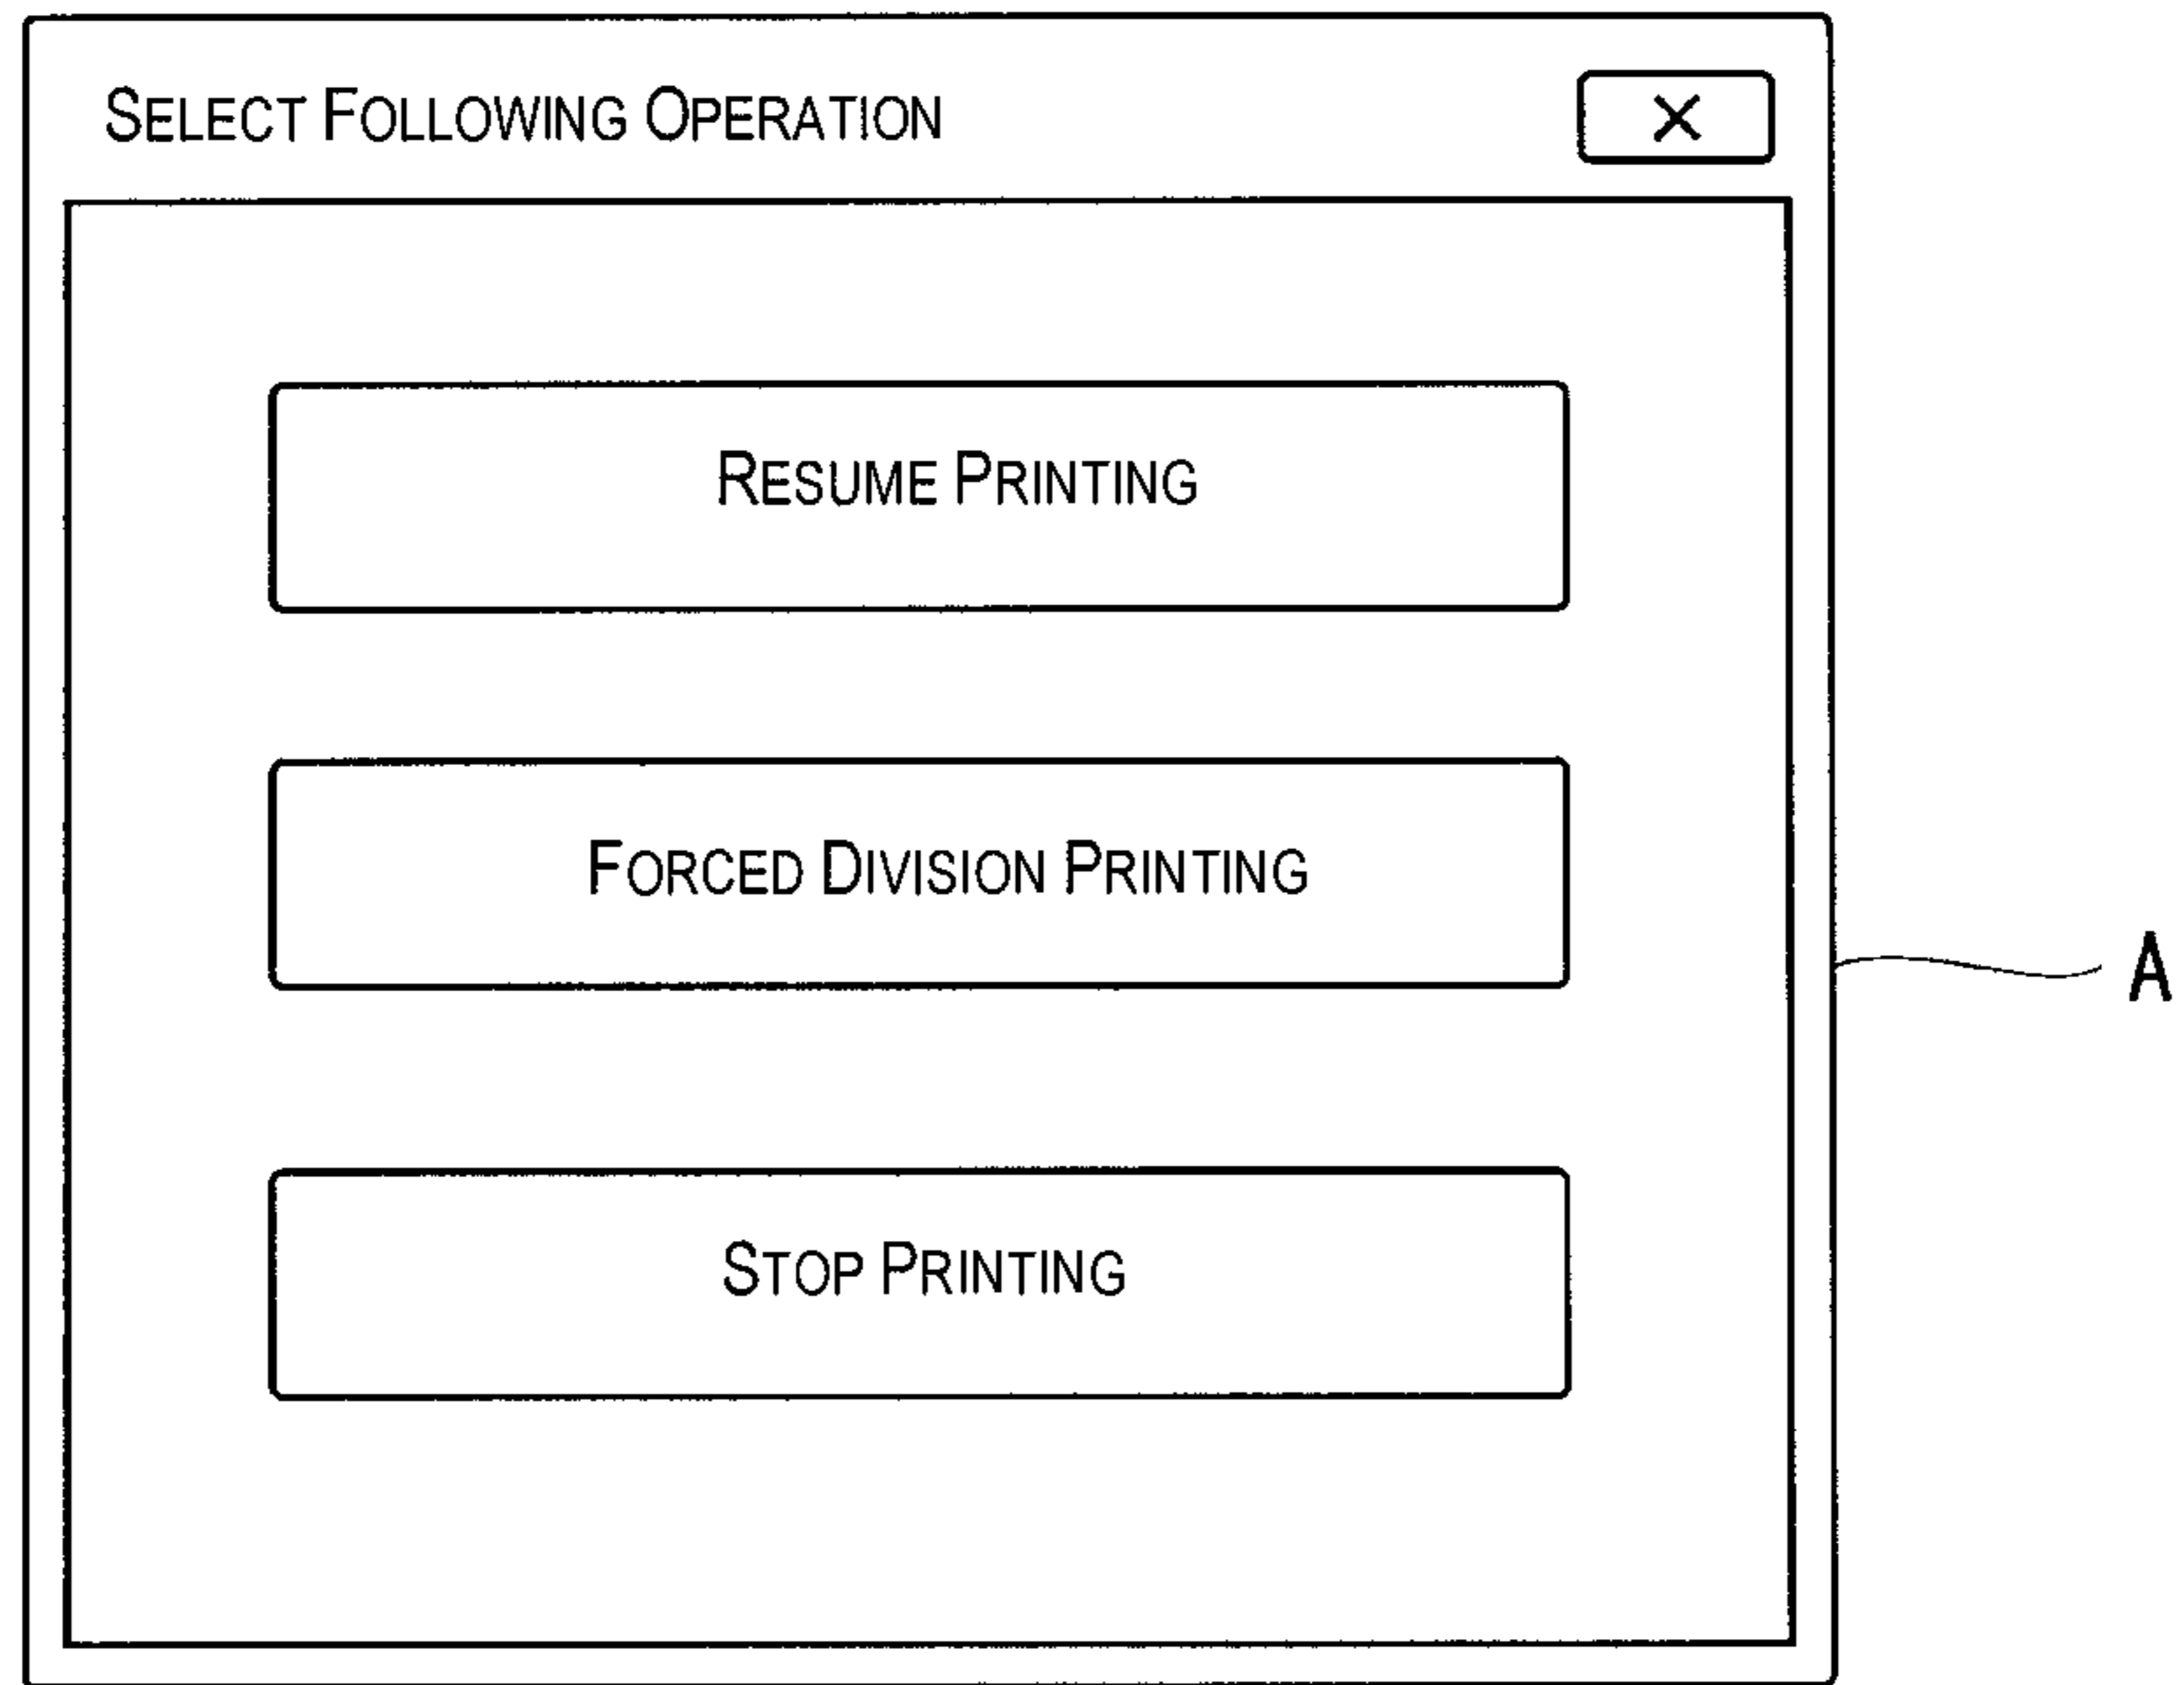 SELECT FOLLOWING OPERATION X
RESUME PRINTING
FORCED DIVISION PRINTING
A
STOP PRINTING